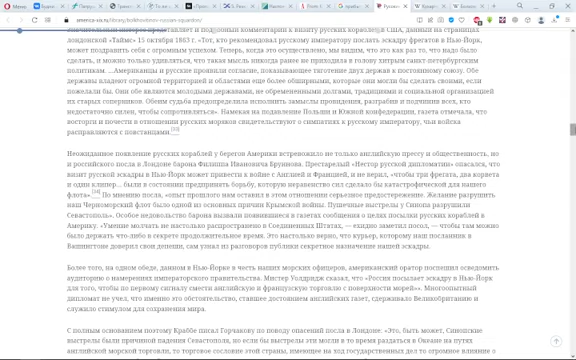 america-xix.ru/library/bolkhovitinov-russian-squandron/
лондонской «Таймс» 15 октября 1863 г.: «Тот, кто рекомендовал русскому императору послать эскадру фрегатов в Нью-Йорк,
может поздравить себя с огромным успехом. Теперь, когда это осуществлено, мы видим, что это как раз то, что надо было
сделать, и можно только удивляться, что такая мысль никогда ранее не приходила в голову хитрым санкт-петербургским
политикам. ...Американцы и русские проявили согласие, показывающее тяготение двух держав к постоянному союзу. Обе
державы владеют огромной территорией и областями еще более обширными, которые они могли бы сделать своими, если
пожелали бы. Они обе являются молодыми державами, не обремененными долгами, традициями и социальной организацией
их старых соперников. Обеим судьба предопределила исполнить замыслы провидения, разграбив и подчинив всех, кто
недостаточно силен, чтобы сопротивляться». Намекая на подавление Польши и Южной конфедерации, газета отмечала, что
восторги и почести в отношении русских моряков свидетельствуют о симпатиях к русскому императору, чьи войска
расправляются с повстанцами.[33]
Неожиданное появление русских кораблей у берегов Америки встревожило не только английскую прессу и общественность, но
и российского посла в Лондоне барона Филиппа Ивановича Бруннова. Престарелый «Нестор русской дипломатии» опасался, что
визит русской эскадры в Нью-Йорк может привести к войне с Англией и Францией, и не верил, «чтобы три фрегата, два корвета
и один клипер... были в состоянии предпринять борьбу, которую неравенство сил сделало бы катастрофической для нашего
флота».[34] По мнению посла, «опыт прошлого нам оставил в этом отношении серьезное предостережение. Желание разрушить
наш Черноморский флот было одной из основных причин Крымской войны. Пушечные выстрелы у Синопа разрушили
Севастополь». Особое недовольство барона вызвали появившиеся в газетах сообщения о целях посылки русских кораблей в
Америку. «Умение молчать не настолько распространено в Соединенных Штатах, — ехидно заметил посол, — чтобы там можно
было держать что-либо в секрете продолжительное время. Это настолько верно, что курьер, которому наш посланник в
Вашингтоне доверил свои депеши, сам узнал из разговоров публики секретное назначение нашей эскадры.
Более того, на одном обеде, данном в Нью-Йорке в честь наших морских офицеров, американский оратор поспешил осведомить
аудиторию о намерениях императорского правительства. Мистер Уолдридж сказал, что «Россия посылает эскадру в Нью-Йорк
для того, чтобы по первому сигналу смести английскую и французскую торговлю с поверхности морей». Многоопытный
дипломат не учел, что именно это обстоятельство, ставшее достоянием английских газет, сдерживало Великобританию и
служило стимулом для сохранения мира.
С полным основанием поэтому Краббе писал Горчакову по поводу опасений посла в Лондоне: «Это, быть может, Синопские
выстрелы были причиной падения Севастополя, но если бы выстрелы эти могли в то время раздаться в Океане на путях
английской морской торговли, то торговое сословие этой страны, имеющее на ход государственных дел то огромное влияние о